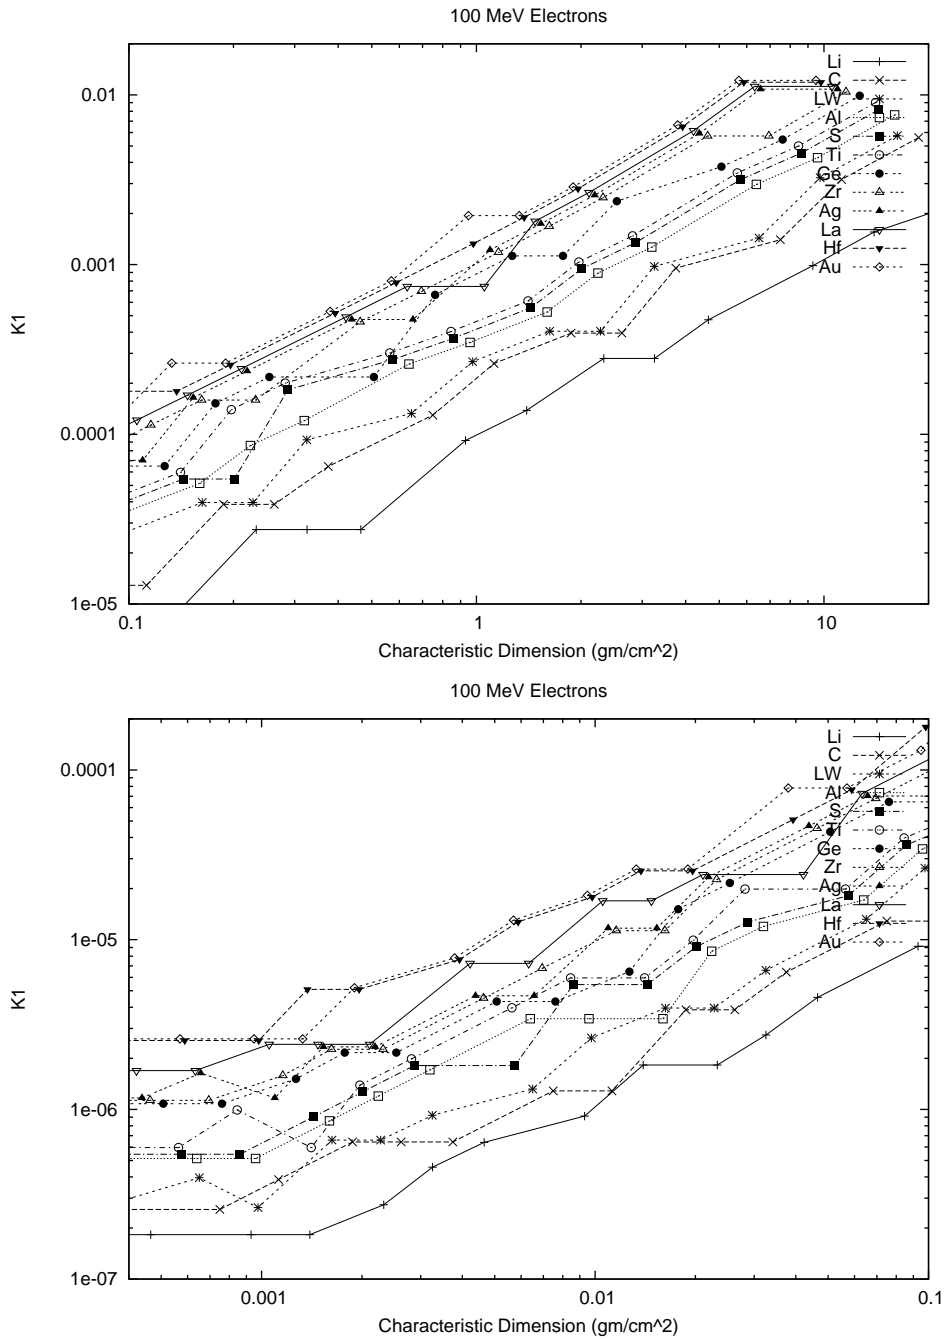 100 MeV Electrons
0.01
0.001
0.0001
1e-05
K1
Li
C
LW
Al
S
Ti
Ge
Zr
Ag
La
Hf
Au
0.1
1
10
Characteristic Dimension (gm/cm^2)
100 MeV Electrons
0.0001
1e-05
1e-06
1e-07
K1
Li
C
LW
Al
S
Ti
Ge
Zr
Ag
La
Hf
Au
0.001
0.01
0.1
Characteristic Dimension (gm/cm^2)